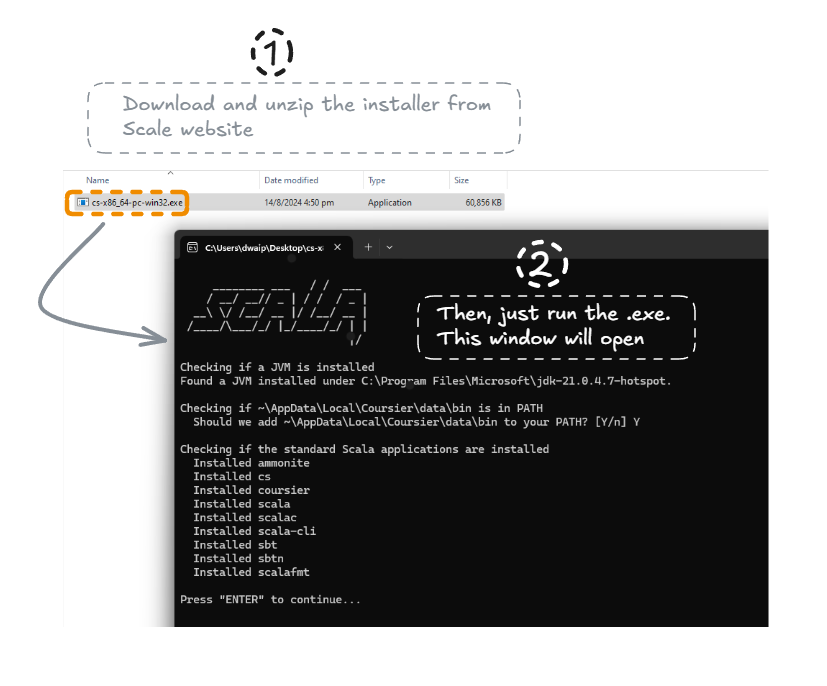 1
Download and unzip the installer from
Scale website
Name Date modified Type Size
cs-x86_64-pc-win32.exe 14/8/2024 4:50 pm Application 60,856 KB
C:\Users\dwaip\Desktop\cs-x
2
SCALA
Then, just run the .exe.
This window will open
Checking if a JVM is installed
Found a JVM installed under C:\Program Files\Microsoft\jdk-21.0.4.7-hotspot.
Checking if ~\AppData\Local\Coursier\data\bin is in PATH
Should we add ~\AppData\Local\Coursier\data\bin to your PATH? [Y/n] Y
Checking if the standard Scala applications are installed
Installed ammonite
Installed cs
Installed coursier
Installed scala
Installed scalac
Installed scala-cli
Installed sbt
Installed sbtn
Installed scalafmt
Press "ENTER" to continue...